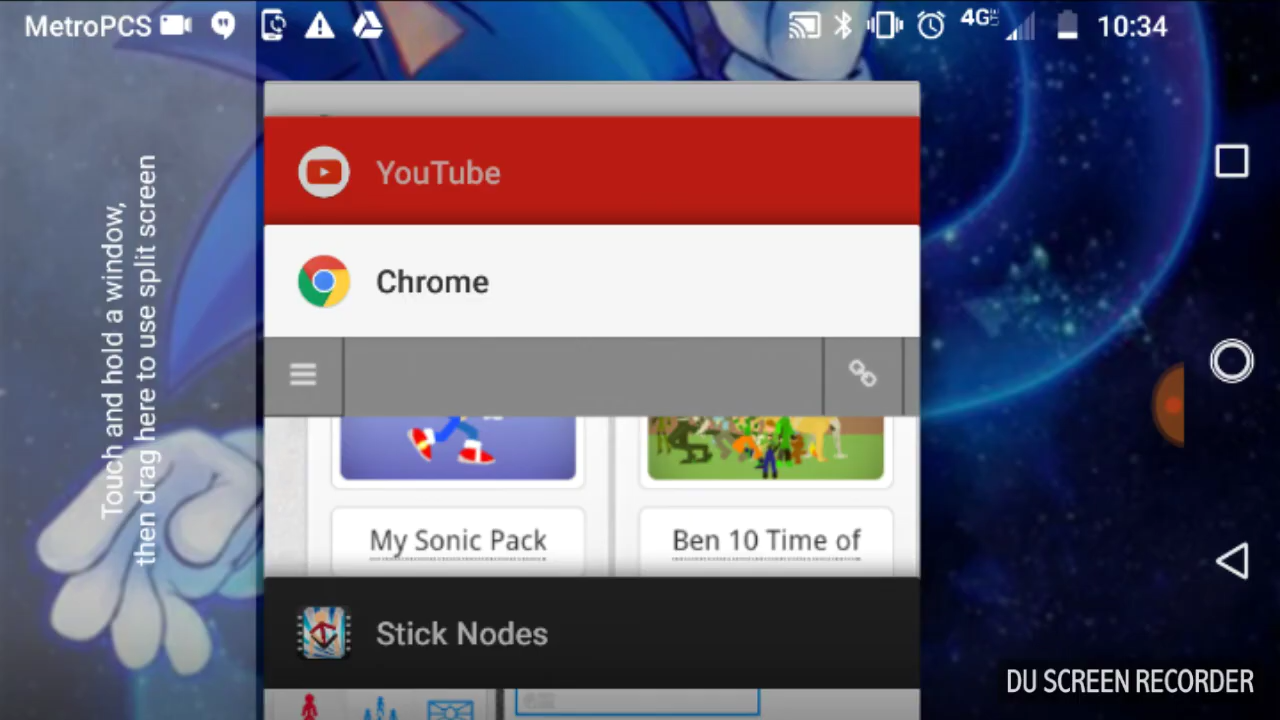 MetroPCS
4G LTE
10:34
Touch and hold a window,
then drag here to use split screen
YouTube
Chrome
My Sonic Pack
Ben 10 Time of
Stick Nodes
DU SCREEN RECORDER